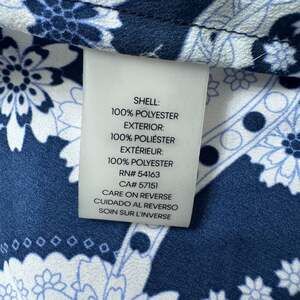 SHELL:
100% POLYESTER
EXTERIOR:
100% POLIÉSTER
EXTÉRIEUR:
100% POLYESTER
RN# 54163
CA# 57151
CARE ON REVERSE
CUIDADO AL REVERSO
SOIN SUR L'INVERSE